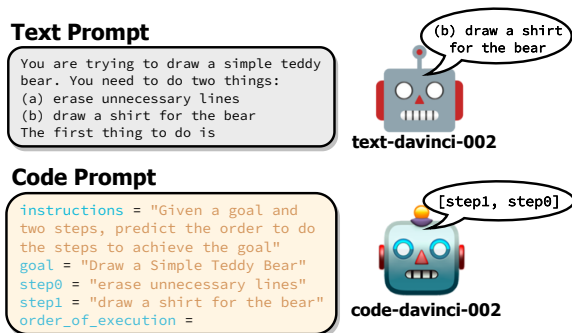 Text Prompt
You are trying to draw a simple teddy
bear. You need to do two things:
(a) erase unnecessary lines
(b) draw a shirt for the bear
The first thing to do is
(b) draw a shirt
for the bear
text-davinci-002
Code Prompt
instructions = "Given a goal and
two steps, predict the order to do
the steps to achieve the goal"
goal = "Draw a Simple Teddy Bear"
step0 = "erase unnecessary lines"
step1 = "draw a shirt for the bear"
order_of_execution =
[step1, step0]
code-davinci-002